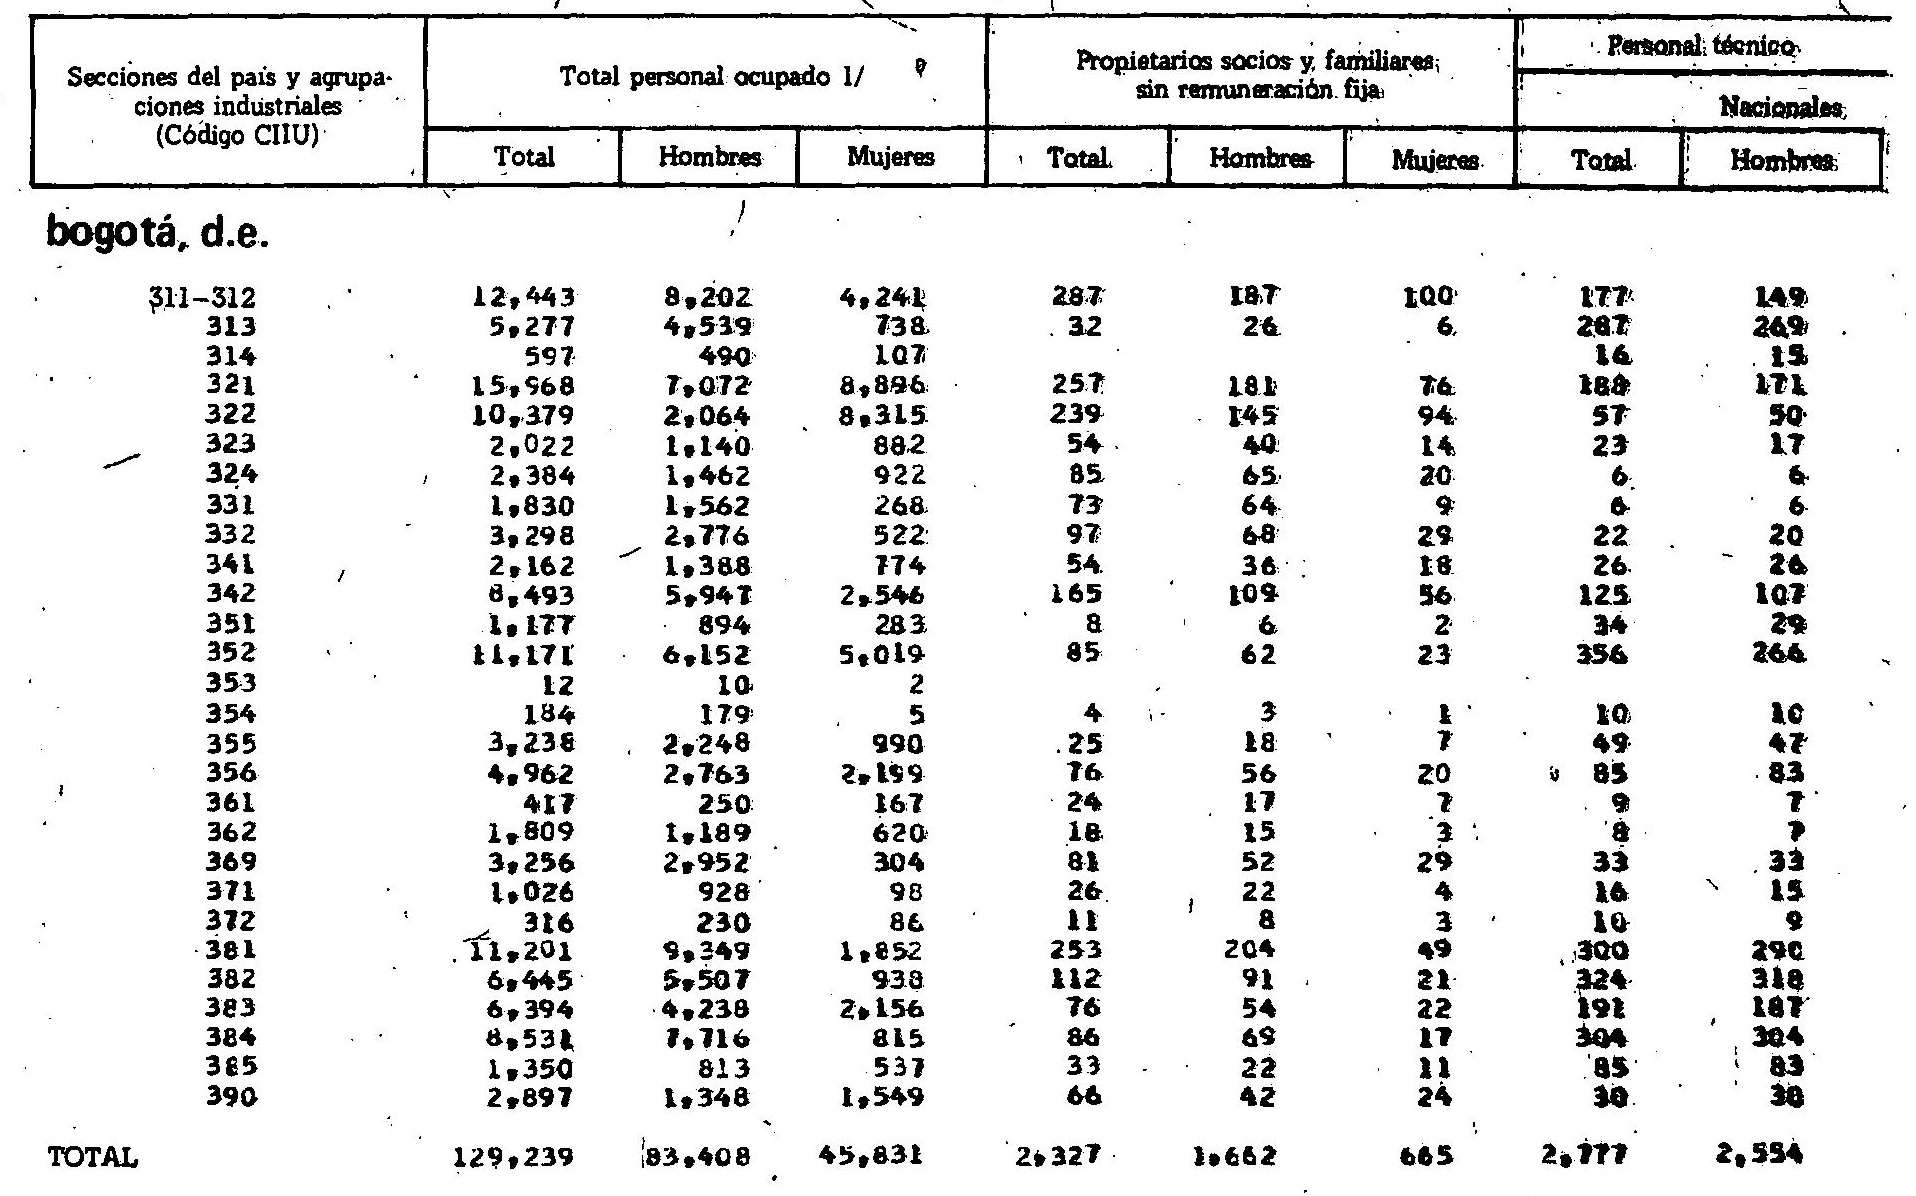 Secciones del país y agrupa-
ciones industriales
(Código CIIU)
Total personal ocupado 1/
Propietarios socios y familiares
sin remuneración fija
Personal técnico
Nacionales
Total Hombres Mujeres Total Hombres Mujeres Total Hombres
bogotá, d.e.
311-312 12,443 8,202 4,241 287 187 100 177 149
313 5,277 4,539 738 32 26 6 287 269
314 597 490 107 16 15
321 15,968 7,072 8,896 257 181 76 188 171
322 10,379 2,064 8,315 239 145 94 57 50
323 2,022 1,140 882 54 40 14 23 17
324 2,384 1,462 922 85 65 20 6 6
331 1,830 1,562 268 73 64 9 6 6
332 3,298 2,776 522 97 68 29 22 20
341 2,162 1,388 774 54 36 18 26 26
342 8,493 5,947 2,546 165 109 56 125 107
351 1,177 894 283 8 6 2 34 29
352 11,171 6,152 5,019 85 62 23 356 266
353 12 10 2
354 184 179 5 4 3 1 10 10
355 3,238 2,248 990 25 18 7 49 47
356 4,962 2,763 2,199 76 56 20 85 83
361 417 250 167 24 17 7 9 7
362 1,809 1,189 620 18 15 3 8 7
369 3,256 2,952 304 81 52 29 33 33
371 1,026 928 98 26 22 4 16 15
372 316 230 86 11 8 3 10 9
381 11,201 9,349 1,852 253 204 49 300 290
382 6,445 5,507 938 112 91 21 324 318
383 6,394 4,238 2,156 76 54 22 191 187
384 8,531 7,716 815 86 69 17 304 304
385 1,350 813 537 33 22 11 85 83
390 2,897 1,348 1,549 66 42 24 30 30
TOTAL 129,239 83,408 45,831 2,327 1,662 665 2,777 2,554